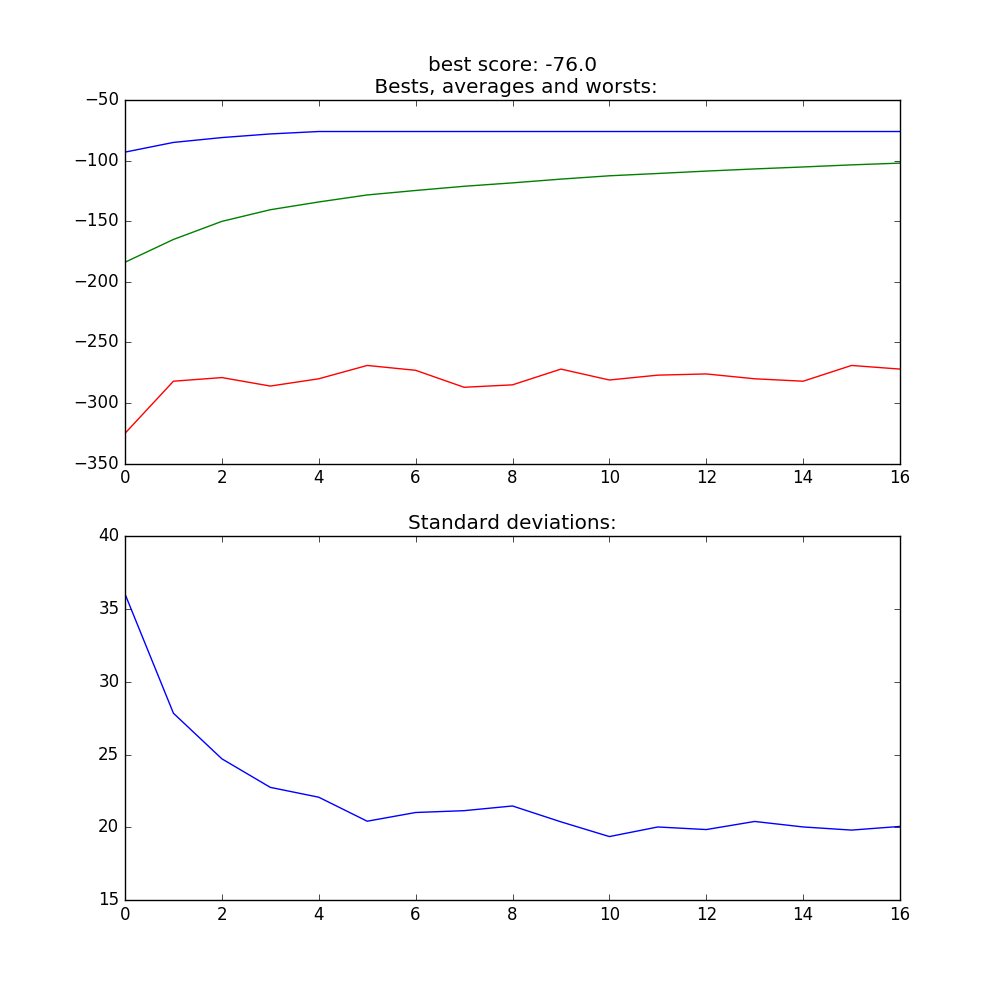 best score: -76.0
Bests, averages and worsts:
−50
−100
−150
−200
−250
−300
−350
0 2 4 6 8 10 12 14 16
Standard deviations:
40
35
30
25
20
15
0 2 4 6 8 10 12 14 16